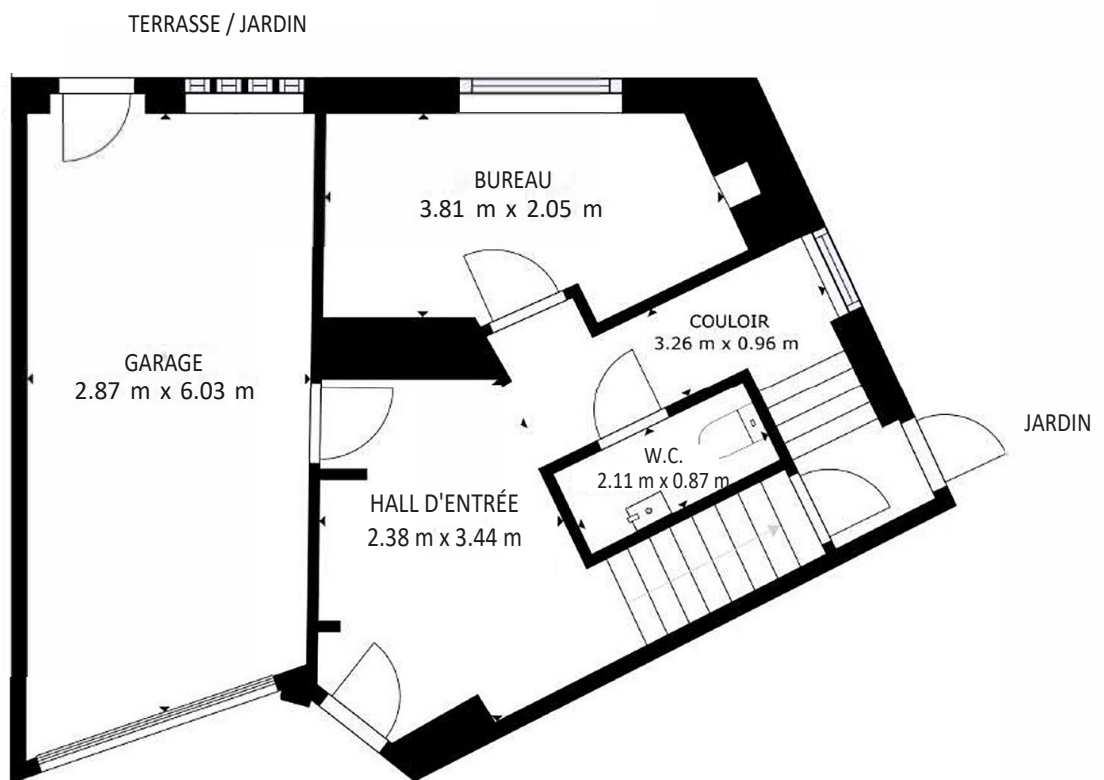 TERRASSE / JARDIN
BUREAU
3.81 m x 2.05 m
COULOIR
3.26 m x 0.96 m
GARAGE
2.87 m x 6.03 m
JARDIN
W.C.
2.11 m x 0.87 m
HALL D'ENTRÉE
2.38 m x 3.44 m